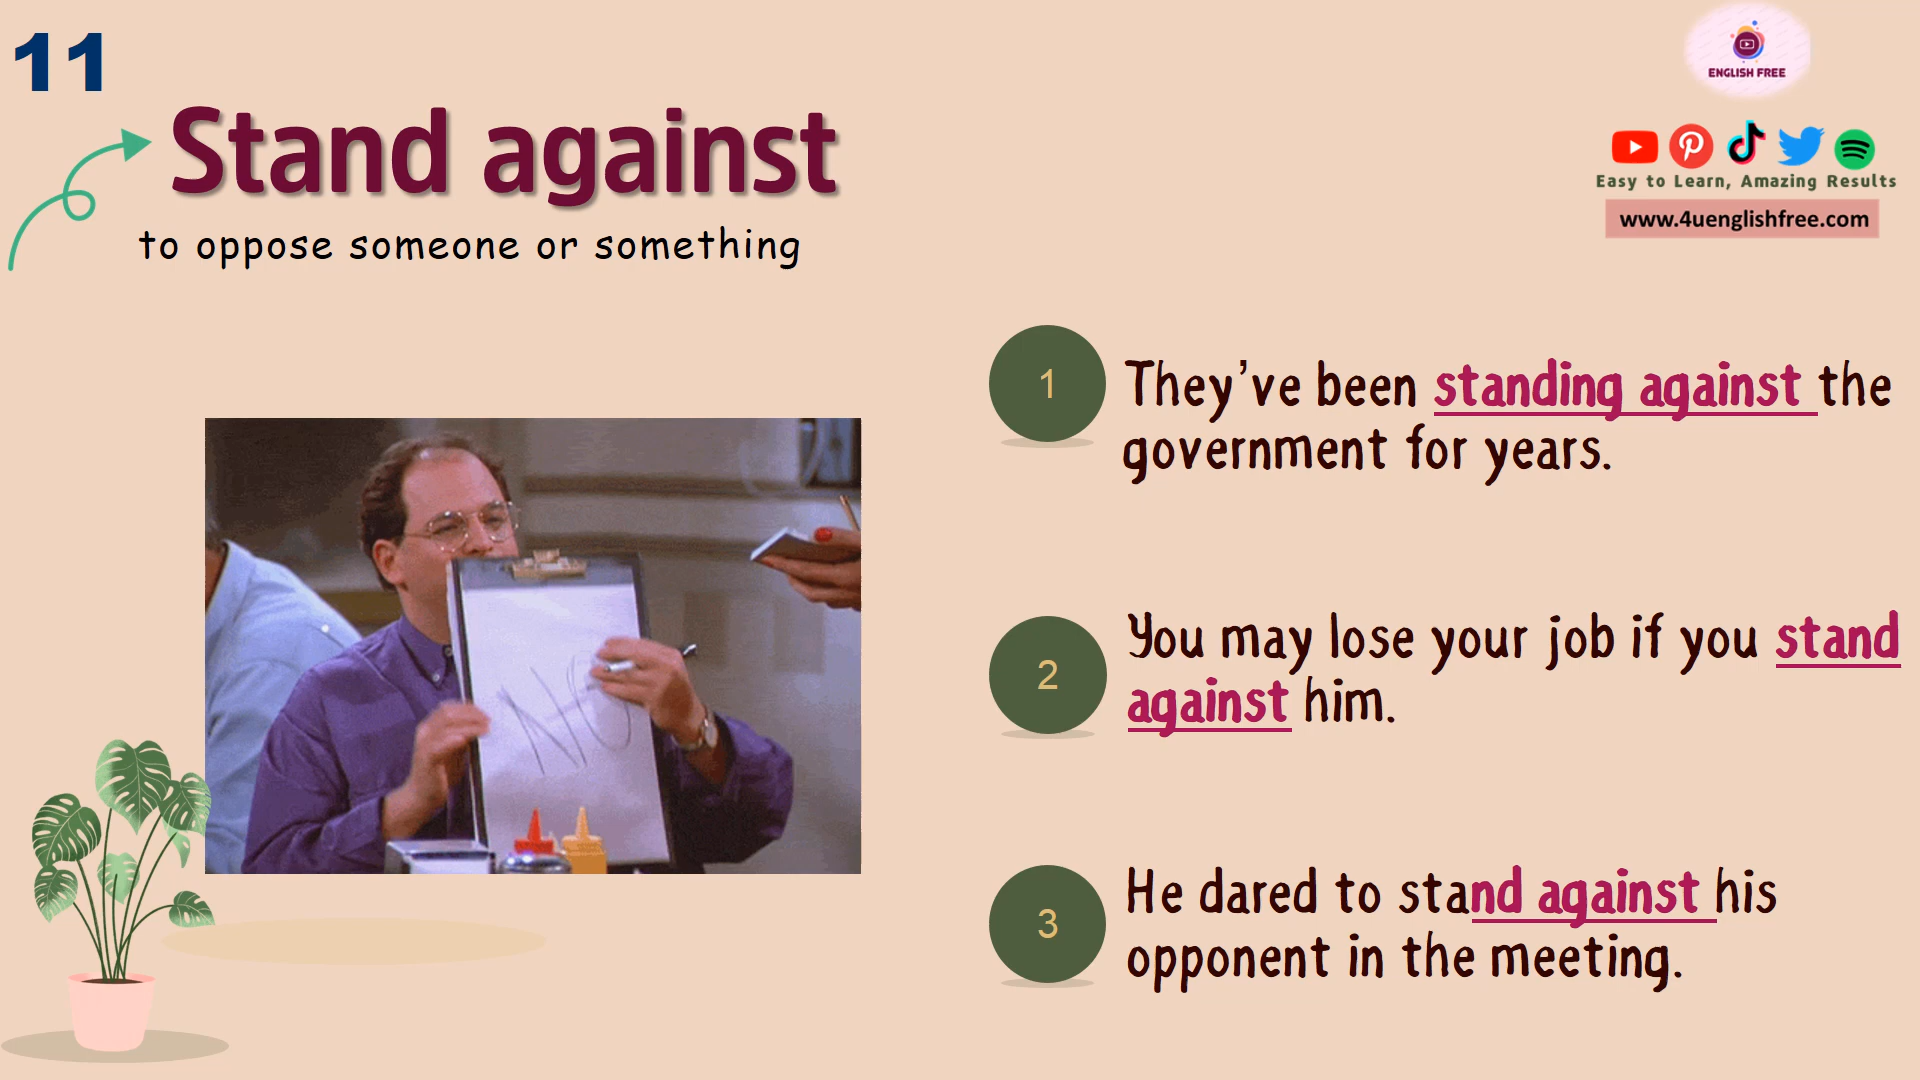 11
Stand against
to oppose someone or something
ENGLISH FREE
Easy to Learn, Amazing Results
www.4uenglishfree.com
NO
1
They’ve been standing against the
government for years.
2
You may lose your job if you stand
against him.
3
He dared to stand against his
opponent in the meeting.